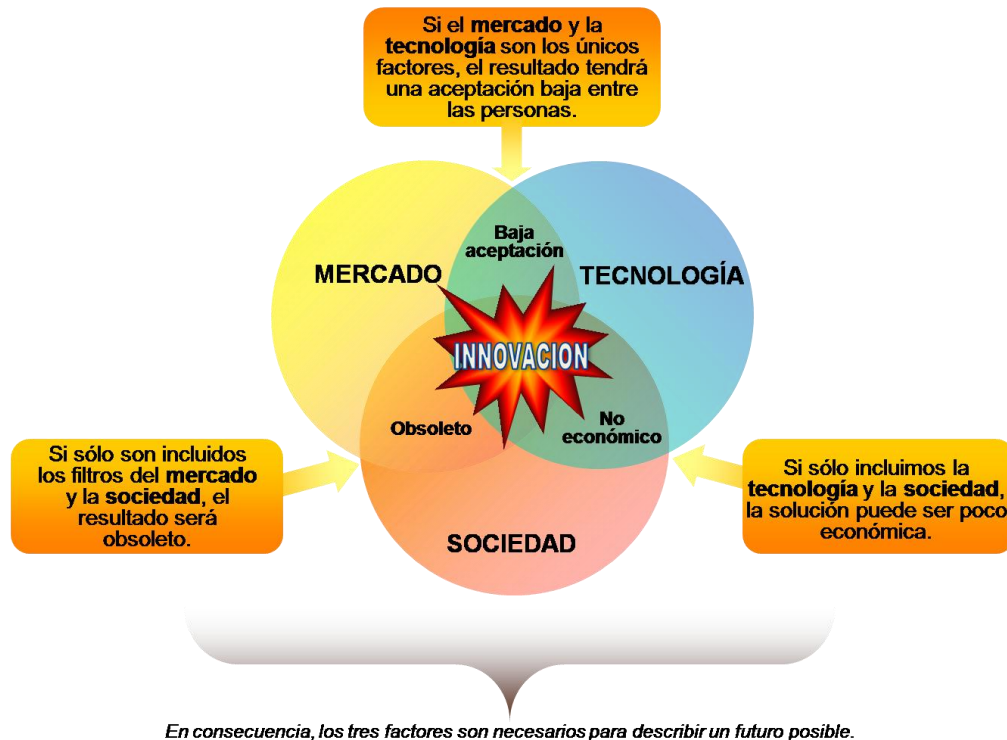 Si el mercado y la
tecnología son los únicos
factores, el resultado tendrá
una aceptación baja entre
las personas.
Baja
aceptación
MERCADO
TECNOLOGÍA
INNOVACION
Obsoleto
No
económico
Si sólo son incluidos
los filtros del mercado
y la sociedad, el
resultado será
obsoleto.
Si sólo incluimos la
tecnología y la sociedad,
la solución puede ser poco
económica.
SOCIEDAD
En consecuencia, los tres factores son necesarios para describir un futuro posible.